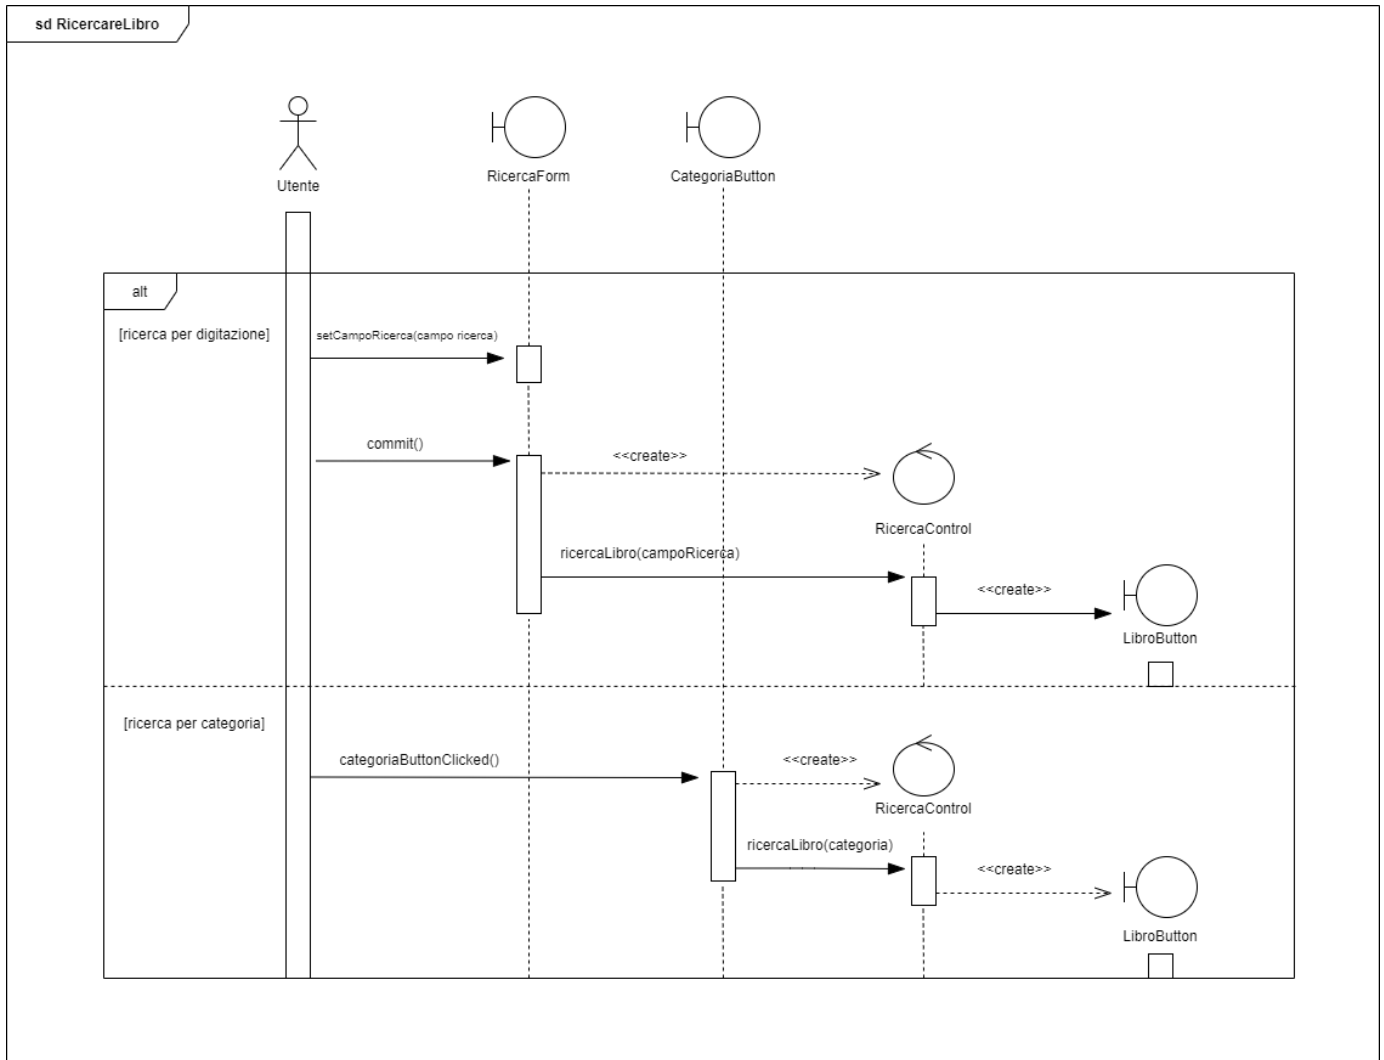 sd RicercareLibro
Utente
RicercaForm
CategoriaButton
alt
[ricerca per digitazione]
setCampoRicerca(campo ricerca)
commit()
<<create>>
RicercaControl
ricercaLibro(campoRicerca)
<<create>>
LibroButton
[ricerca per categoria]
categoriaButtonClicked()
<<create>>
RicercaControl
ricercaLibro(categoria)
<<create>>
LibroButton